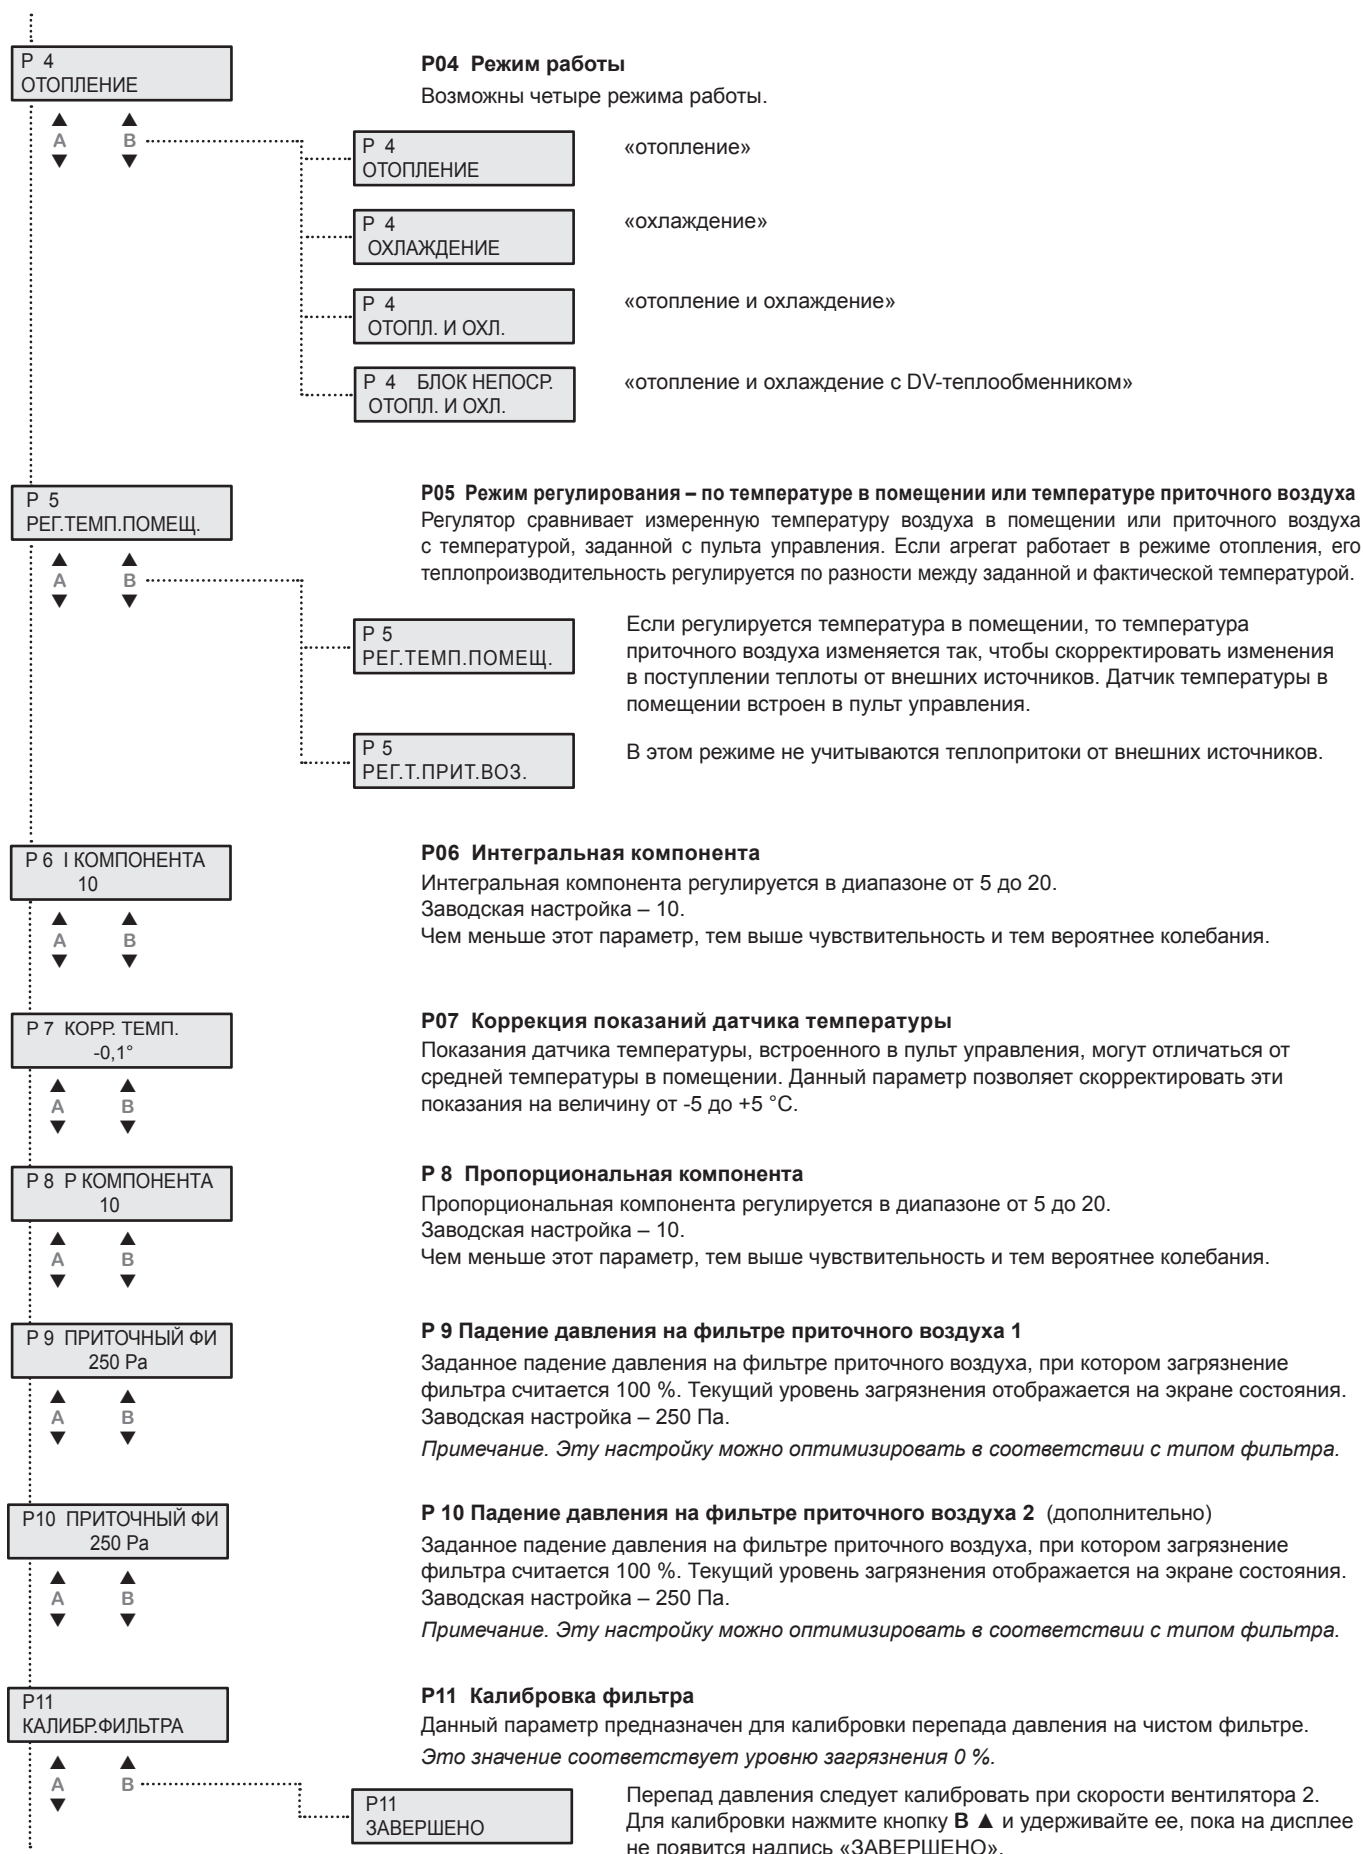 P 4
ОТОПЛЕНИЕ
P04 Режим работы
Возможны четыре режима работы.
▲ ▲
A B
▼ ▼
P 4
ОТОПЛЕНИЕ
«отопление»
P 4
ОХЛАЖДЕНИЕ
«охлаждение»
P 4
ОТОПЛ. И ОХЛ.
«отопление и охлаждение»
P 4 БЛОК НЕПОСР.
ОТОПЛ. И ОХЛ.
«отопление и охлаждение с DV-теплообменником»
P 5
РЕГ.ТЕМП.ПОМЕЩ.
P05 Режим регулирования – по температуре в помещении или температуре приточного воздуха
Регулятор сравнивает измеренную температуру воздуха в помещении или приточного воздуха
с температурой, заданной с пульта управления. Если агрегат работает в режиме отопления, его
теплопроизводительность регулируется по разности между заданной и фактической температурой.
▲ ▲
A B
▼ ▼
P 5
РЕГ.ТЕМП.ПОМЕЩ.
Если регулируется температура в помещении, то температура
приточного воздуха изменяется так, чтобы скорректировать изменения
в поступлении теплоты от внешних источников. Датчик температуры в
помещении встроен в пульт управления.
P 5
РЕГ.Т.ПРИТ.ВОЗ.
В этом режиме не учитываются теплопритоки от внешних источников.
P 6 I КОМПОНЕНТА
10
P06 Интегральная компонента
Интегральная компонента регулируется в диапазоне от 5 до 20.
Заводская настройка – 10.
Чем меньше этот параметр, тем выше чувствительность и тем вероятнее колебания.
▲ ▲
A B
▼ ▼
P 7 КОРР. ТЕМП.
-0,1°
P07 Коррекция показаний датчика температуры
Показания датчика температуры, встроенного в пульт управления, могут отличаться от
средней температуры в помещении. Данный параметр позволяет скорректировать эти
показания на величину от -5 до +5 °C.
▲ ▲
A B
▼ ▼
P 8 P КОМПОНЕНТА
10
P 8 Пропорциональная компонента
Пропорциональная компонента регулируется в диапазоне от 5 до 20.
Заводская настройка – 10.
Чем меньше этот параметр, тем выше чувствительность и тем вероятнее колебания.
▲ ▲
A B
▼ ▼
P 9 ПРИТОЧНЫЙ ФИ
250 Pa
P 9 Падение давления на фильтре приточного воздуха 1
Заданное падение давления на фильтре приточного воздуха, при котором загрязнение
фильтра считается 100 %. Текущий уровень загрязнения отображается на экране состояния.
Заводская настройка – 250 Па.
Примечание. Эту настройку можно оптимизировать в соответствии с типом фильтра.
▲ ▲
A B
▼ ▼
P10 ПРИТОЧНЫЙ ФИ
250 Pa
P 10 Падение давления на фильтре приточного воздуха 2 (дополнительно)
Заданное падение давления на фильтре приточного воздуха, при котором загрязнение
фильтра считается 100 %. Текущий уровень загрязнения отображается на экране состояния.
Заводская настройка – 250 Па.
Примечание. Эту настройку можно оптимизировать в соответствии с типом фильтра.
▲ ▲
A B
▼ ▼
P11
КАЛИБР.ФИЛЬТРА
P11 Калибровка фильтра
Данный параметр предназначен для калибровки перепада давления на чистом фильтре.
Это значение соответствует уровню загрязнения 0 %.
▲ ▲
A B
▼
P11
ЗАВЕРШЕНО
Перепад давления следует калибровать при скорости вентилятора 2.
Для калибровки нажмите кнопку B ▲ и удерживайте ее, пока на дисплее
не появится надпись «ЗАВЕРШЕНО».